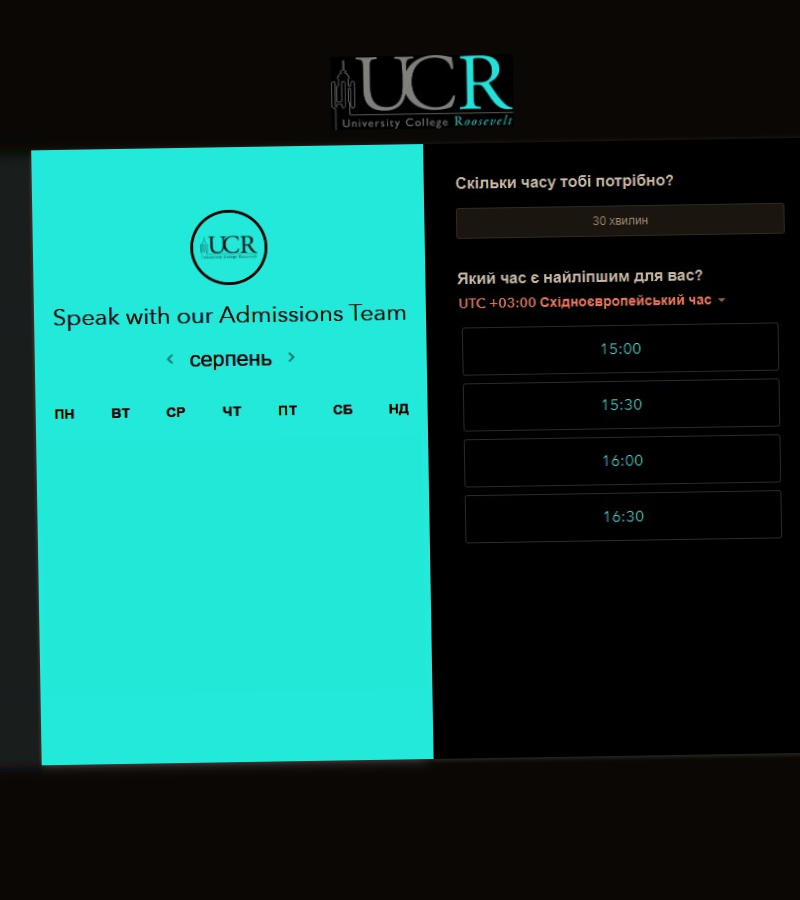 UCR
University College Roosevelt
UCR
University College Roosevelt
Speak with our Admissions Team
серпень
ПН ВТ СР ЧТ ПТ СБ НД
Скільки часу тобі потрібно?
30 хвилин
Який час є найліпшим для вас?
UTC +03:00 Східноєвропейський час
15:00
15:30
16:00
16:30